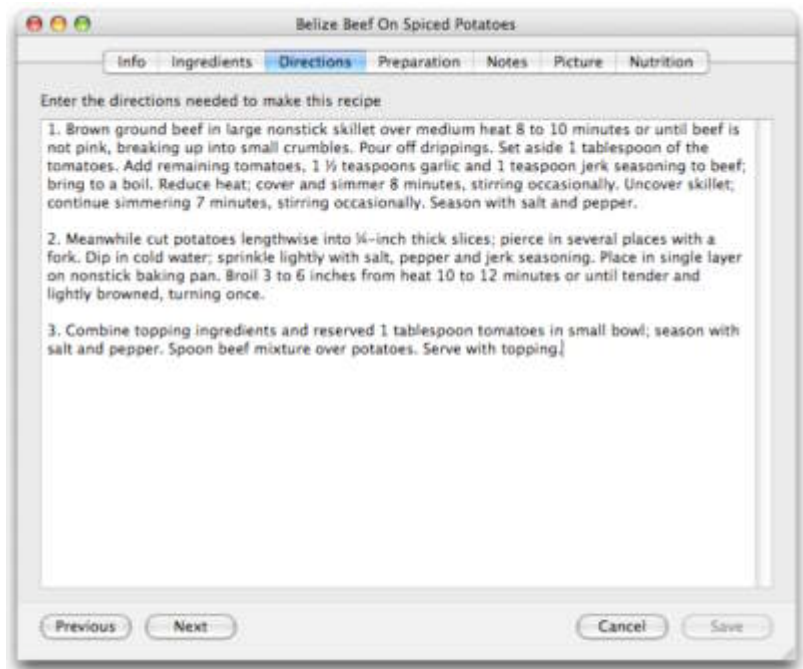 Belize Beef On Spiced Potatoes
Info Ingredients Directions Preparation Notes Picture Nutrition
Enter the directions needed to make this recipe
1. Brown ground beef in large nonstick skillet over medium heat 8 to 10 minutes or until beef is
not pink, breaking up into small crumbles. Pour off drippings. Set aside 1 tablespoon of the
tomatoes. Add remaining tomatoes, 1 ½ teaspoons garlic and 1 teaspoon jerk seasoning to beef;
bring to a boil. Reduce heat; cover and simmer 8 minutes, stirring occasionally. Uncover skillet;
continue simmering 7 minutes, stirring occasionally. Season with salt and pepper.
2. Meanwhile cut potatoes lengthwise into ¼-inch thick slices; pierce in several places with a
fork. Dip in cold water; sprinkle lightly with salt, pepper and jerk seasoning. Place in single layer
on nonstick baking pan. Broil 3 to 6 inches from heat 10 to 12 minutes or until tender and
lightly browned, turning once.
3. Combine topping ingredients and reserved 1 tablespoon tomatoes in small bowl; season with
salt and pepper. Spoon beef mixture over potatoes. Serve with topping.
Previous Next Cancel Save